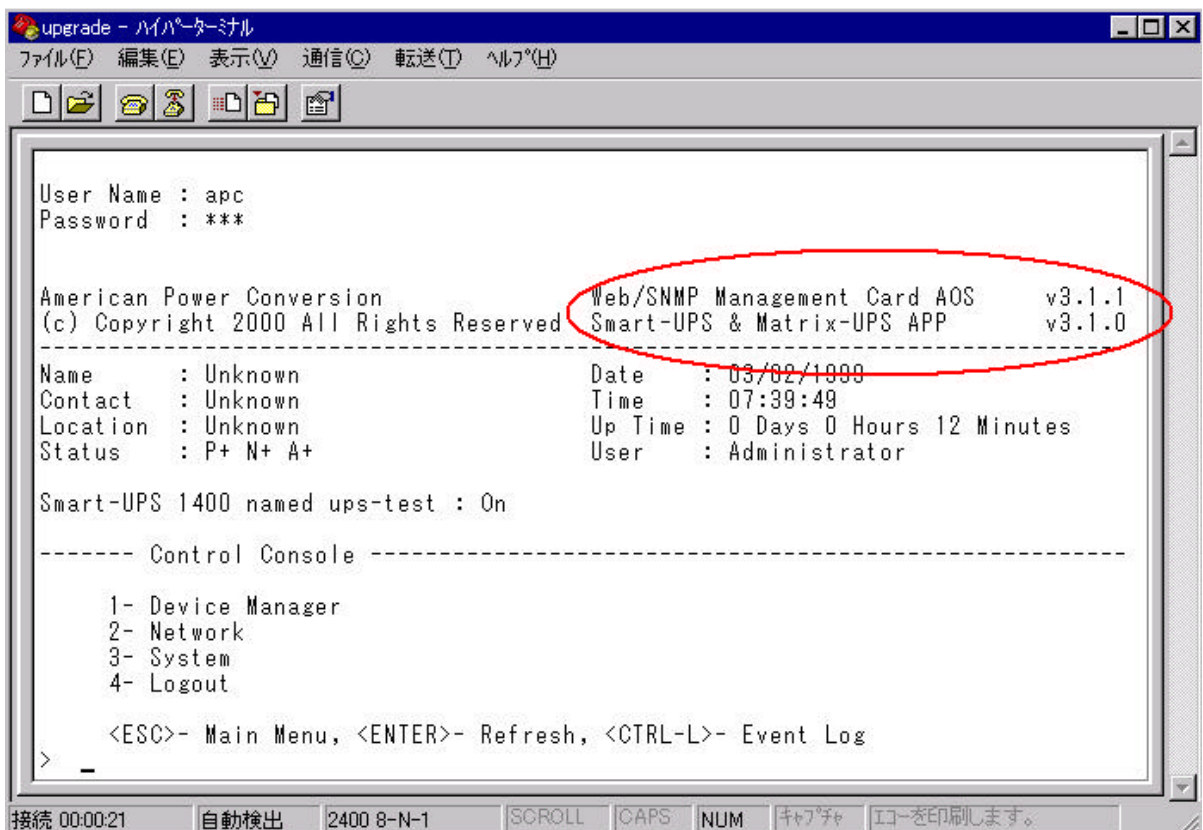 upgrade - ハイパーターミナル
ファイル(F) 編集(E) 表示(V) 通信(C) 転送(T) ヘルプ(H)
User Name : apc
Password : ***
American Power Conversion Web/SNMP Management Card AOS v3.1.1
(c) Copyright 2000 All Rights Reserved Smart-UPS & Matrix-UPS APP v3.1.0
-------------------------------------------------------------------------------
Name : Unknown Date : 03/02/1999
Contact : Unknown Time : 07:39:49
Location : Unknown Up Time : 0 Days 0 Hours 12 Minutes
Status : P+ N+ A+ User : Administrator
Smart-UPS 1400 named ups-test : On
------- Control Console -------------------------------------------------------
1- Device Manager
2- Network
3- System
4- Logout
<ESC>- Main Menu, <ENTER>- Refresh, <CTRL-L>- Event Log
> _
接続 00:00:21 自動検出 2400 8-N-1 SCROLL CAPS NUM キャプチャ エコーを印刷します。